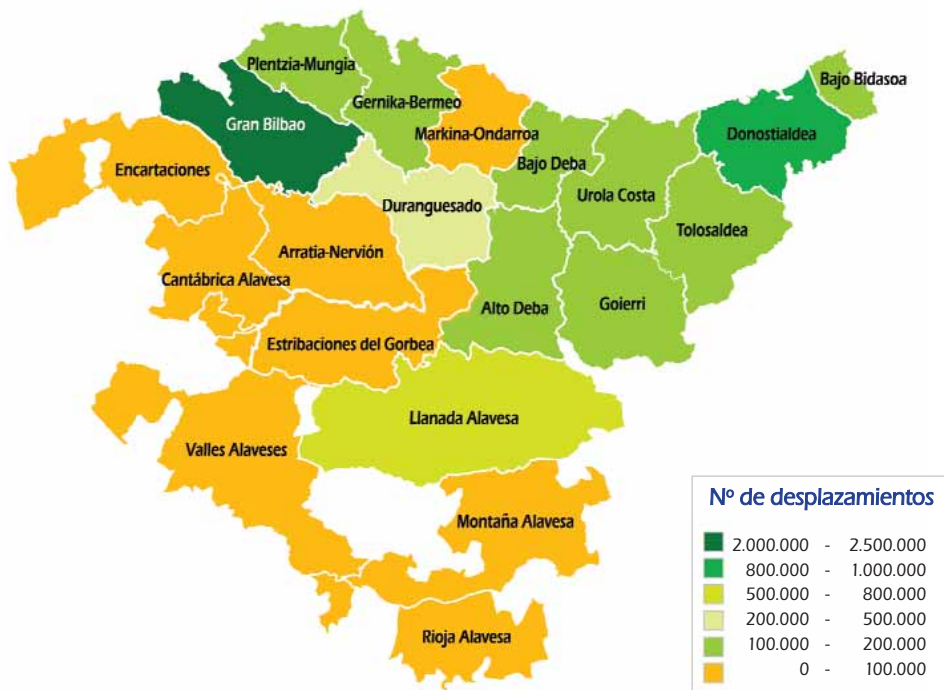 Plentzia-Mungia
Bajo Bidasoa
Gernika-Bermeo
Gran Bilbao
Markina-Ondarroa
Donostialdea
Encartaciones
Bajo Deba
Urola Costa
Duranguesado
Tolosaldea
Arratia-Nervión
Cantábrica Alavesa
Alto Deba
Goierri
Estribaciones del Gorbea
Llanada Alavesa
Valles Alaveses
Montaña Alavesa
Rioja Alavesa
Nº de desplazamientos
2.000.000 - 2.500.000
800.000 - 1.000.000
500.000 - 800.000
200.000 - 500.000
100.000 - 200.000
0 - 100.000